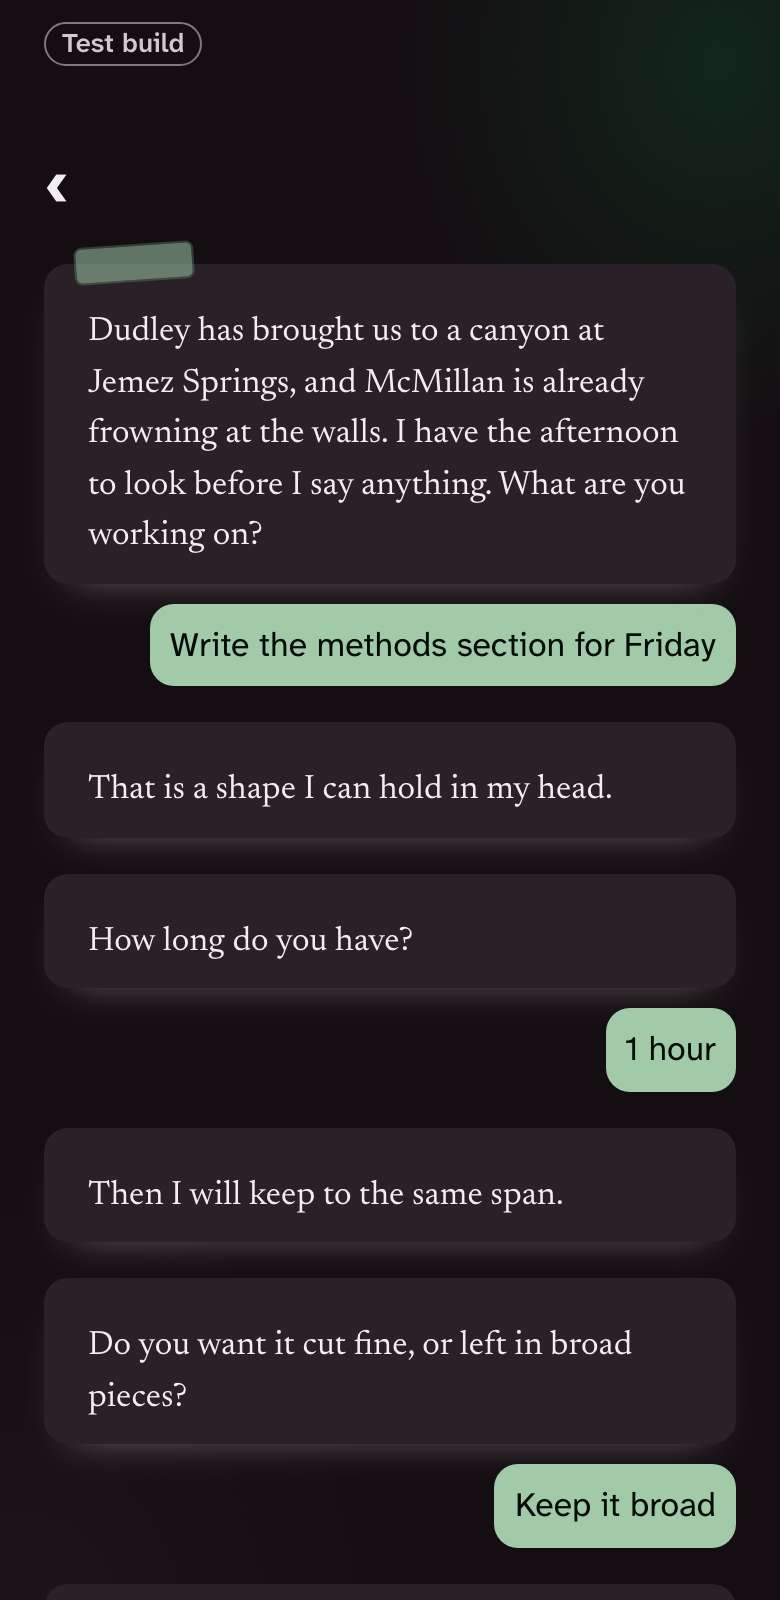 Test build
Dudley has brought us to a canyon at
Jemez Springs, and McMillan is already
frowning at the walls. I have the afternoon
to look before I say anything. What are you
working on?
Write the methods section for Friday
That is a shape I can hold in my head.
How long do you have?
1 hour
Then I will keep to the same span.
Do you want it cut fine, or left in broad
pieces?
Keep it broad